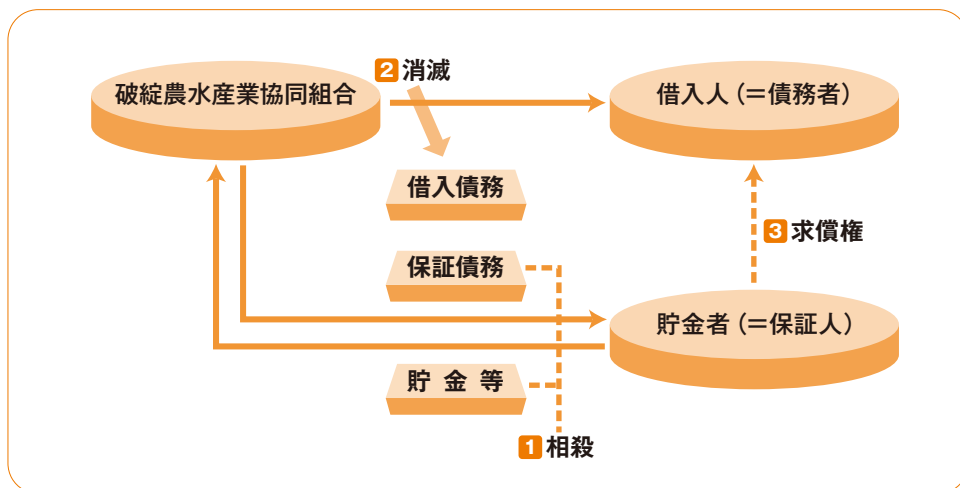 2 消滅
破綻農水産業協同組合
借入人（＝債務者）
借入債務
3 求償権
保証債務
貯金者（＝保証人）
貯 金 等
1 相殺